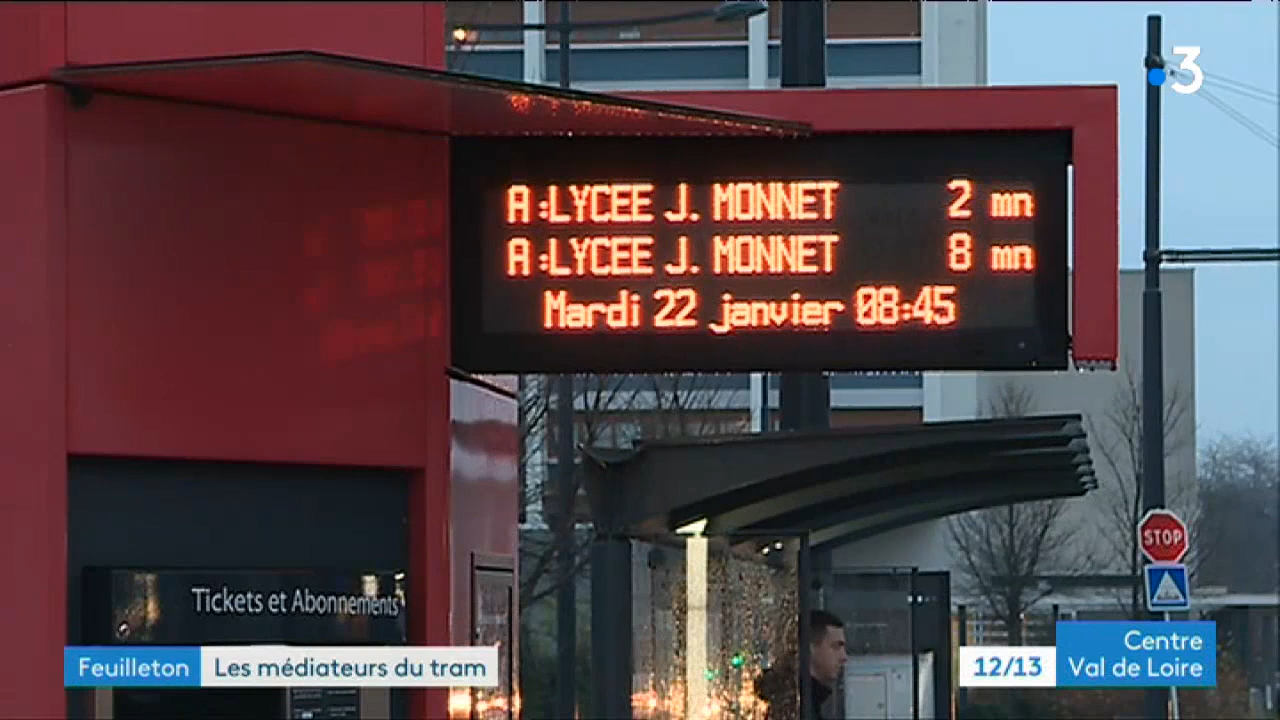 3
A:LYCEE J. MONNET 2 mn
A:LYCEE J. MONNET 8 mn
Mardi 22 janvier 08:45
STOP
Tickets et Abonnements
Feuilleton Les médiateurs du tram
12/13 Centre
Val de Loire